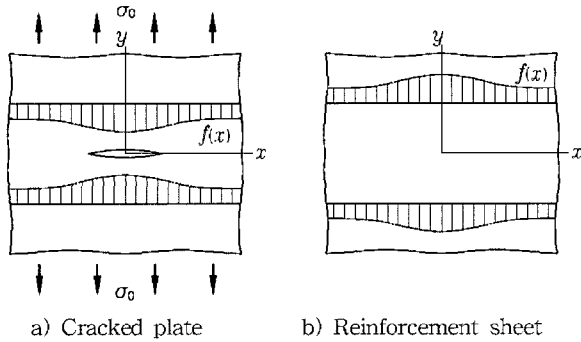 σ₀
y
y
f(x)
f(x)
x
x
σ₀
a) Cracked plate
b) Reinforcement sheet